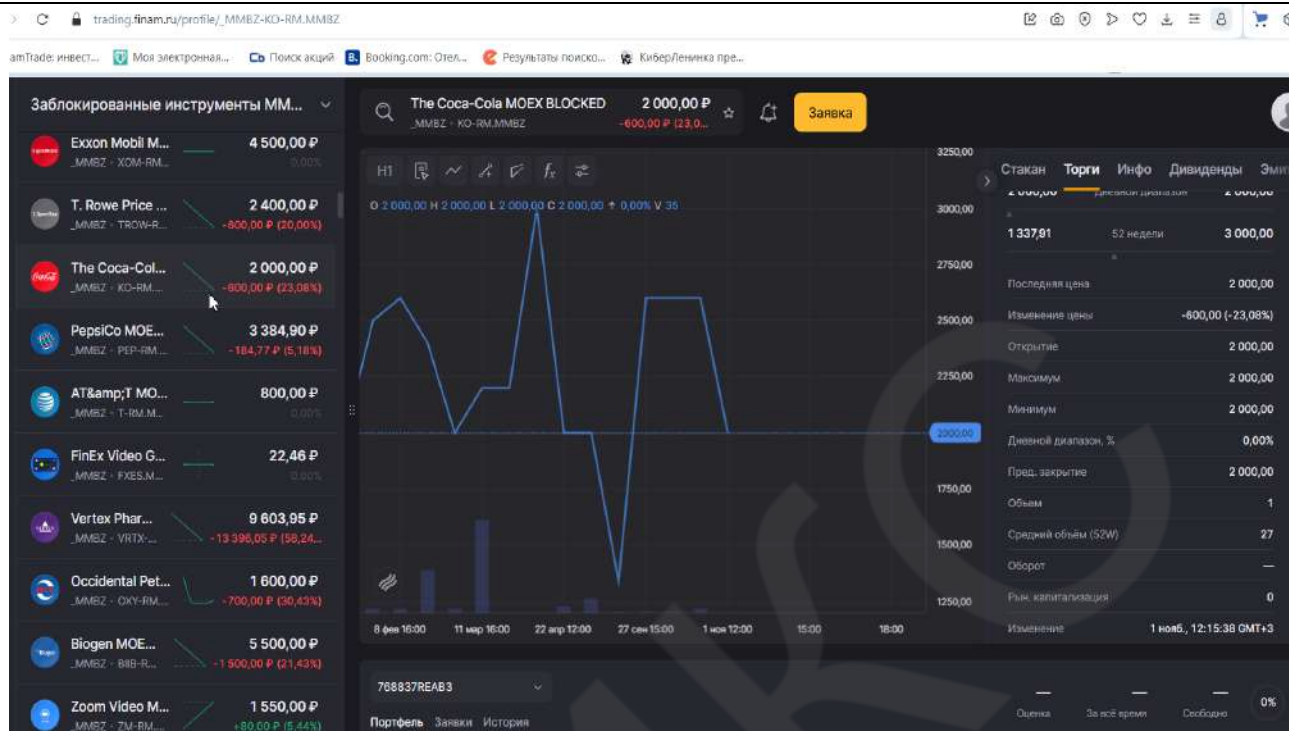 trading.finam.ru/profile/_MMBZ-KO-RM.MMBZ
amTrade: инвест... Моя электронная... Поиск акций Booking.com: Отел... Результаты поиско... КиберЛенинка пре...
Заблокированные инструменты ММ...
Exxon Mobil M... 4 500,00 ₽
_MMBZ - XOM-RM... 0,00%
T. Rowe Price ... 2 400,00 ₽
_MMBZ - TROW-R... -600,00 ₽ (20,00%)
The Coca-Col... 2 000,00 ₽
_MMBZ - KO-RM.... -600,00 ₽ (23,08%)
PepsiCo MOE... 3 384,90 ₽
_MMBZ - PEP-RM.... -184,77 ₽ (5,18%)
AT&amp;T MO... 800,00 ₽
_MMBZ - T-RM.M... 0,00%
FinEx Video G... 22,46 ₽
_MMBZ - FXES.M... 0,00%
Vertex Phar... 9 603,95 ₽
_MMBZ - VRTX-... -13 396,05 ₽ (58,24...
Occidental Pet... 1 600,00 ₽
_MMBZ - OXY-RM.... -700,00 ₽ (30,43%)
Biogen MOE... 5 500,00 ₽
_MMBZ - BIIB-R... -1 500,00 ₽ (21,43%)
Zoom Video M... 1 550,00 ₽
_MMBZ - ZM-RM.... +80,00 ₽ (5,44%)
The Coca-Cola MOEX BLOCKED 2 000,00 ₽
_MMBZ - KO-RM.MMBZ -600,00 ₽ (23,0...
Заявка
H1
O 2 000,00 H 2 000,00 L 2 000,00 C 2 000,00 ↑ 0,00% V 35
3250,00
3000,00
2750,00
2500,00
2250,00
2000,00
1750,00
1500,00
1250,00
8 фев 16:00 11 мар 16:00 22 апр 12:00 27 сен 15:00 1 ноя 12:00 15:00 18:00
768837REAB3
Портфель Заявки История
Стакан Торги Инфо Дивиденды Эми
2 000,00 Дневной диапазон 2 000,00
1 337,91 52 недели 3 000,00
Последняя цена 2 000,00
Изменение цены -600,00 (-23,08%)
Открытие 2 000,00
Максимум 2 000,00
Минимум 2 000,00
Дневной диапазон, % 0,00%
Пред. закрытие 2 000,00
Объем 1
Средний объём (52W) 27
Оборот —
Рын. капитализация 0
Изменение 1 нояб., 12:15:38 GMT+3
— — —
Оценка За всё время Свободно
0%